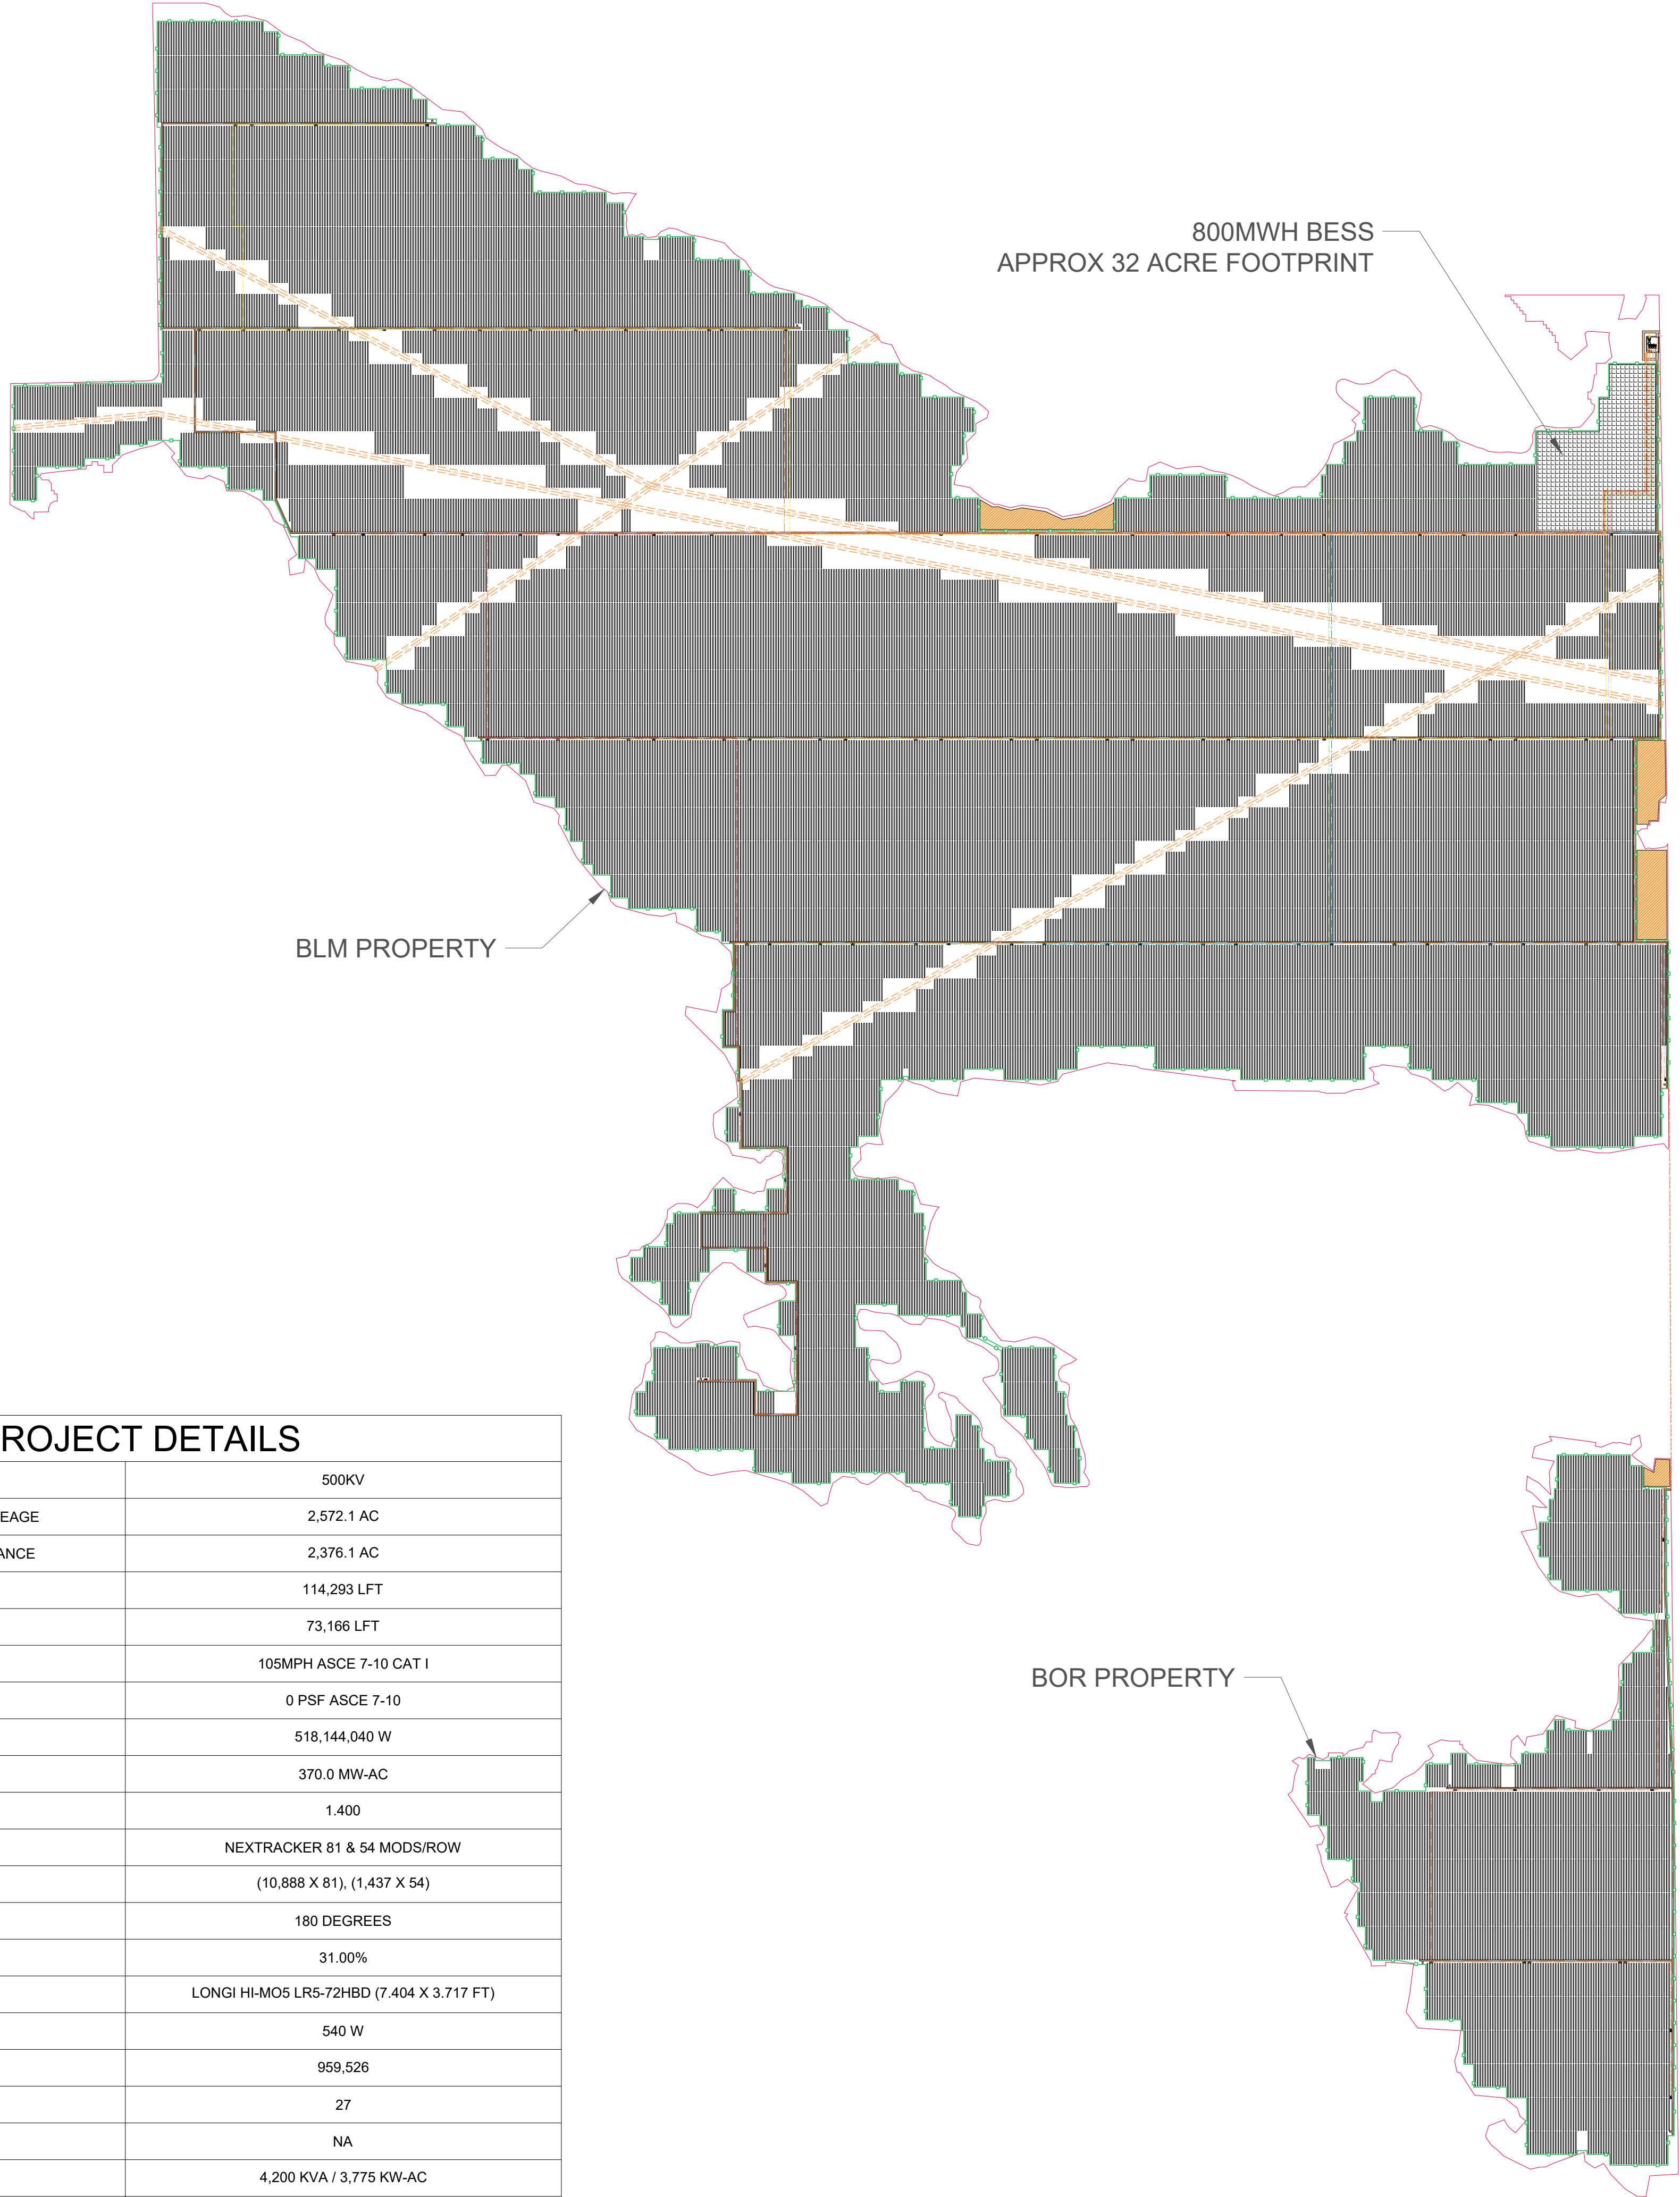 800MWH BESS
APPROX 32 ACRE FOOTPRINT
BLM PROPERTY
BOR PROPERTY
ROJECT DETAILS
500KV
EAGE 2,572.1 AC
ANCE 2,376.1 AC
114,293 LFT
73,166 LFT
105MPH ASCE 7-10 CAT I
0 PSF ASCE 7-10
518,144,040 W
370.0 MW-AC
1.400
NEXTRACKER 81 & 54 MODS/ROW
(10,888 X 81), (1,437 X 54)
180 DEGREES
31.00%
LONGI HI-MO5 LR5-72HBD (7.404 X 3.717 FT)
540 W
959,526
27
NA
4,200 KVA / 3,775 KW-AC